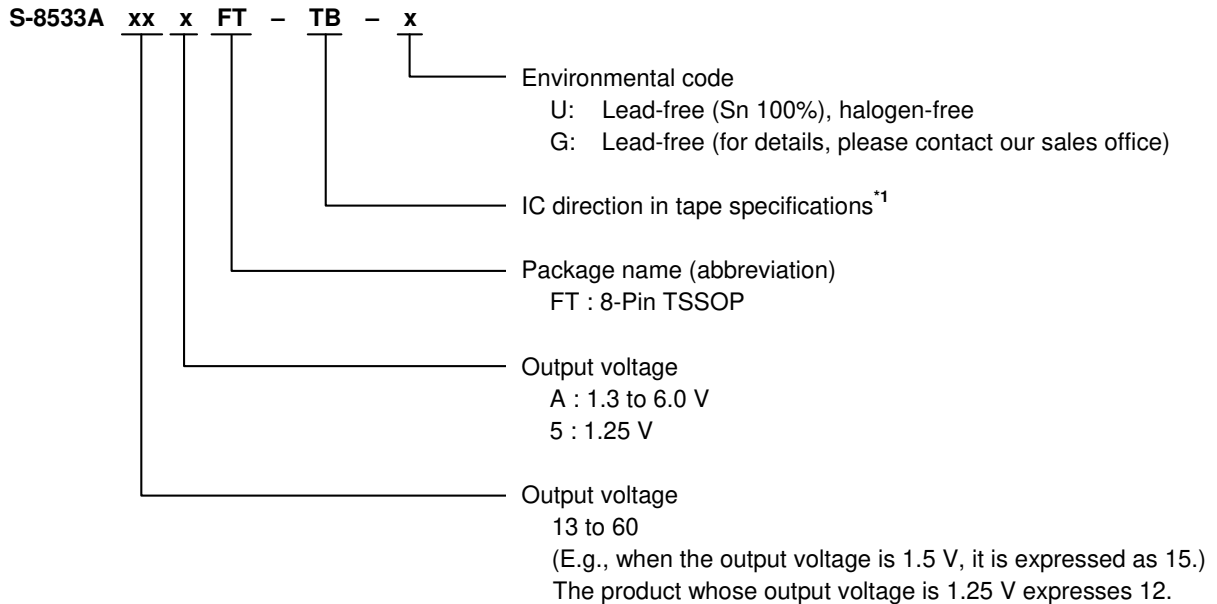 S-8533A xx x FT – TB – x
Environmental code
U: Lead-free (Sn 100%), halogen-free
G: Lead-free (for details, please contact our sales office)
IC direction in tape specifications*1
Package name (abbreviation)
FT : 8-Pin TSSOP
Output voltage
A : 1.3 to 6.0 V
5 : 1.25 V
Output voltage
13 to 60
(E.g., when the output voltage is 1.5 V, it is expressed as 15.)
The product whose output voltage is 1.25 V expresses 12.